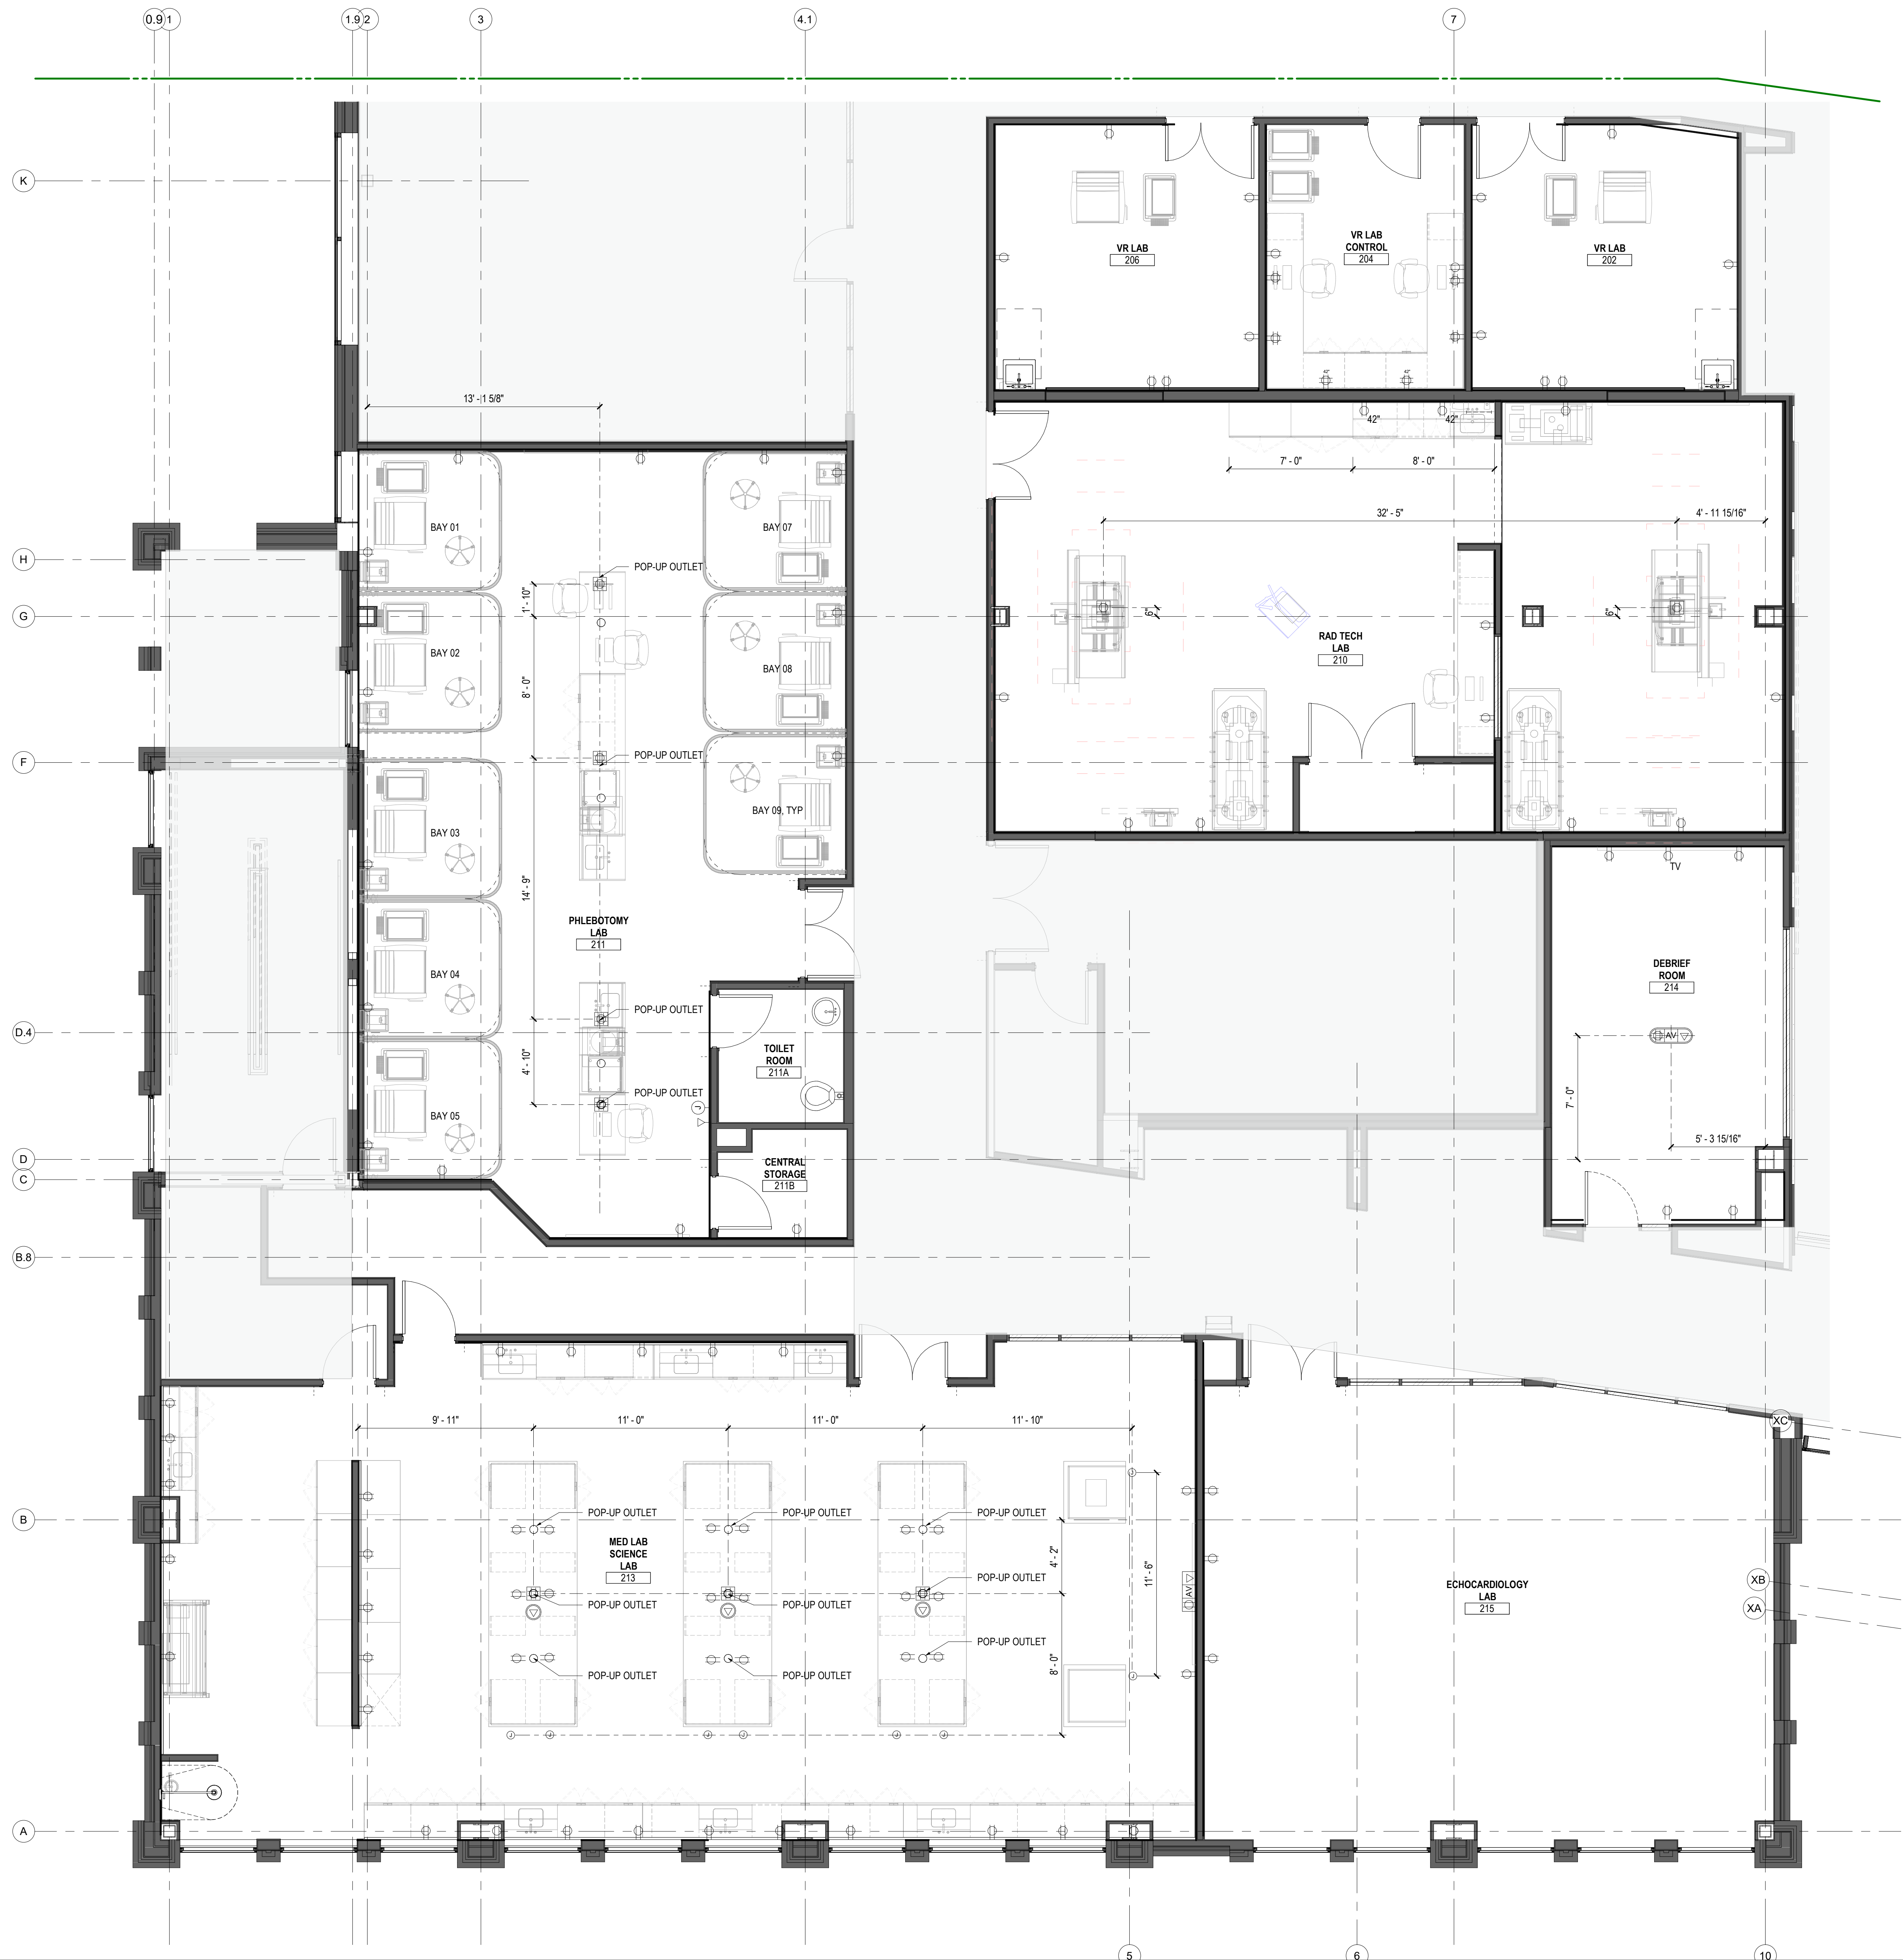 0.9
1
1.9
2
3
4.1
7
K
VR LAB
206
VR LAB
CONTROL
204
VR LAB
202
13' - 1 5/8"
42"
42"
7' - 0"
8' - 0"
32' - 5"
4' - 11 15/16"
BAY 01
BAY 07
H
POP-UP OUTLET
1' - 10"
G
6"
6"
RAD TECH
LAB
210
BAY 02
BAY 08
8' - 0"
POP-UP OUTLET
F
BAY 03
BAY 09, TYP
14' - 9"
TV
PHLEBOTOMY
LAB
211
BAY 04
DEBRIEF
ROOM
214
POP-UP OUTLET
D.4
AV
TOILET
ROOM
211A
4' - 10"
POP-UP OUTLET
7' - 0"
J
BAY 05
5' - 3 15/16"
D
C
CENTRAL
STORAGE
211B
B.8
9' - 11"
11' - 0"
11' - 0"
11' - 10"
XC
J
POP-UP OUTLET
POP-UP OUTLET
POP-UP OUTLET
B
MED LAB
SCIENCE
LAB
213
4' - 2"
11' - 6"
POP-UP OUTLET
POP-UP OUTLET
POP-UP OUTLET
AV
ECHOCARDIOLOGY
LAB
215
XB
XA
POP-UP OUTLET
POP-UP OUTLET
POP-UP OUTLET
8' - 0"
J
J
J
J
J
J
J
A
5
6
10